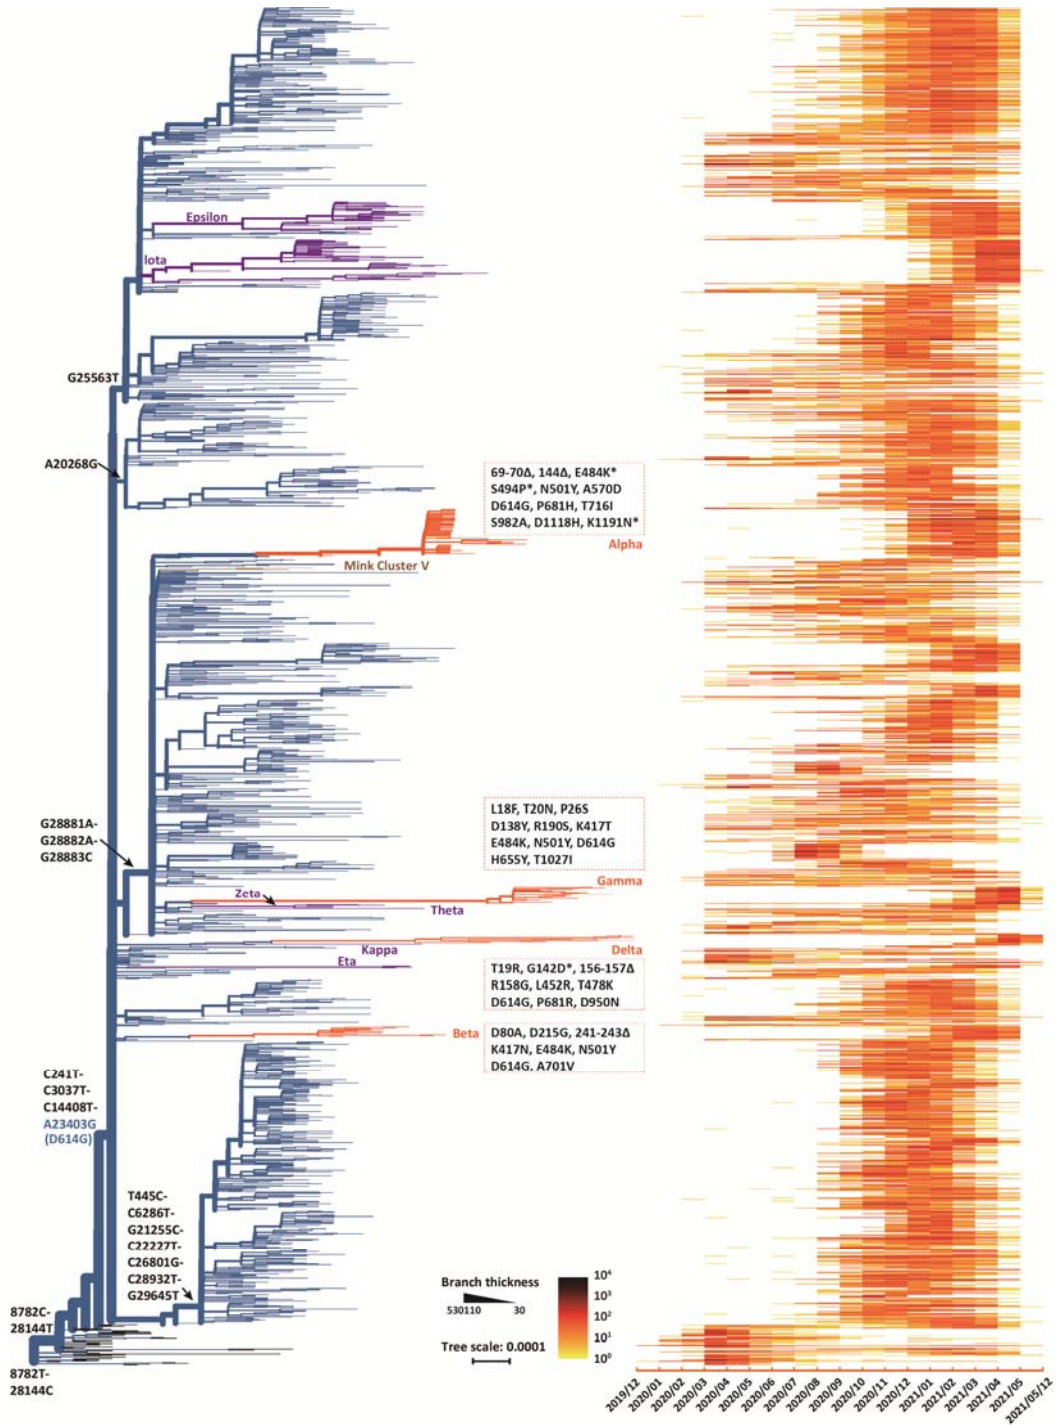 Epsilon
Iota
G25563T
A20268G
69-70Δ, 144Δ, E484K*
S494P*, N501Y, A570D
D614G, P681H, T716I
S982A, D1118H, K1191N*
Alpha
Mink Cluster V
L18F, T20N, P26S
D138Y, R190S, K417T
E484K, N501Y, D614G
H655Y, T1027I
G28881A-
G28882A-
G28883C
Gamma
Zeta
Theta
Kappa
Delta
Eta
T19R, G142D*, 156-157Δ
R158G, L452R, T478K
D614G, P681R, D950N
Beta
D80A, D215G, 241-243Δ
K417N, E484K, N501Y
D614G, A701V
C241T-
C3037T-
C14408T-
A23403G
(D614G)
T445C-
C6286T-
G21255C-
C22227T-
C26801G-
C28932T-
G29645T
Branch thickness
530110 30
Tree scale: 0.0001
10⁴
10³
10²
10¹
10⁰
8782C-
28144T
8782T-
28144C
2019/12
2020/01
2020/02
2020/03
2020/04
2020/05
2020/06
2020/07
2020/08
2020/09
2020/10
2020/11
2020/12
2021/01
2021/02
2021/03
2021/04
2021/05
2021/05/12